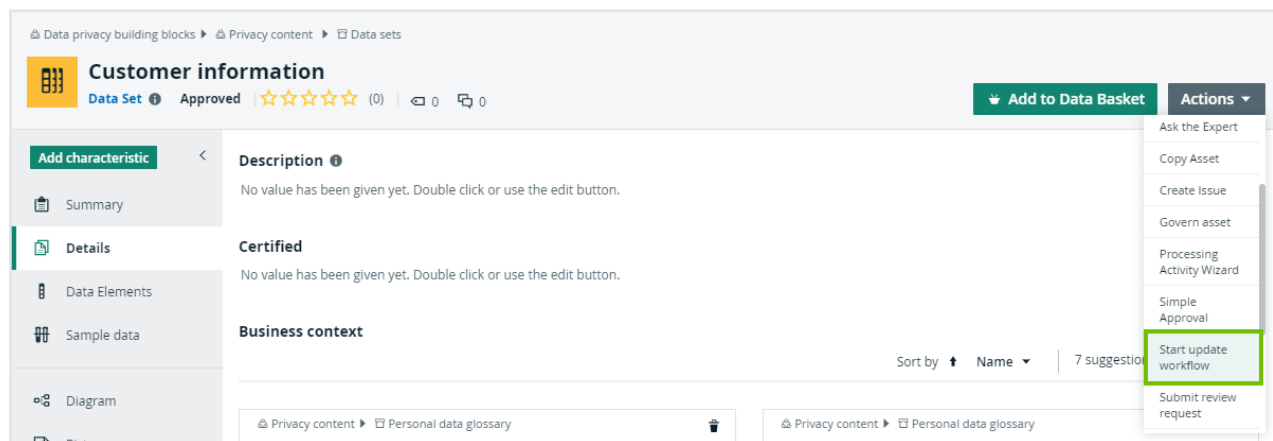 Data privacy building blocks Privacy content Data sets
Customer information
Data Set Approved (0) 0 0
Add to Data Basket Actions
Add characteristic
Summary
Details
Data Elements
Sample data
Diagram
Description
No value has been given yet. Double click or use the edit button.
Certified
No value has been given yet. Double click or use the edit button.
Business context
Sort by Name 7
Privacy content Personal data glossary
Privacy content Personal data glossary
Ask the Expert
Copy Asset
Create Issue
Govern asset
Processing
Activity Wizard
Simple
Approval
Start update
workflow
Submit review
request